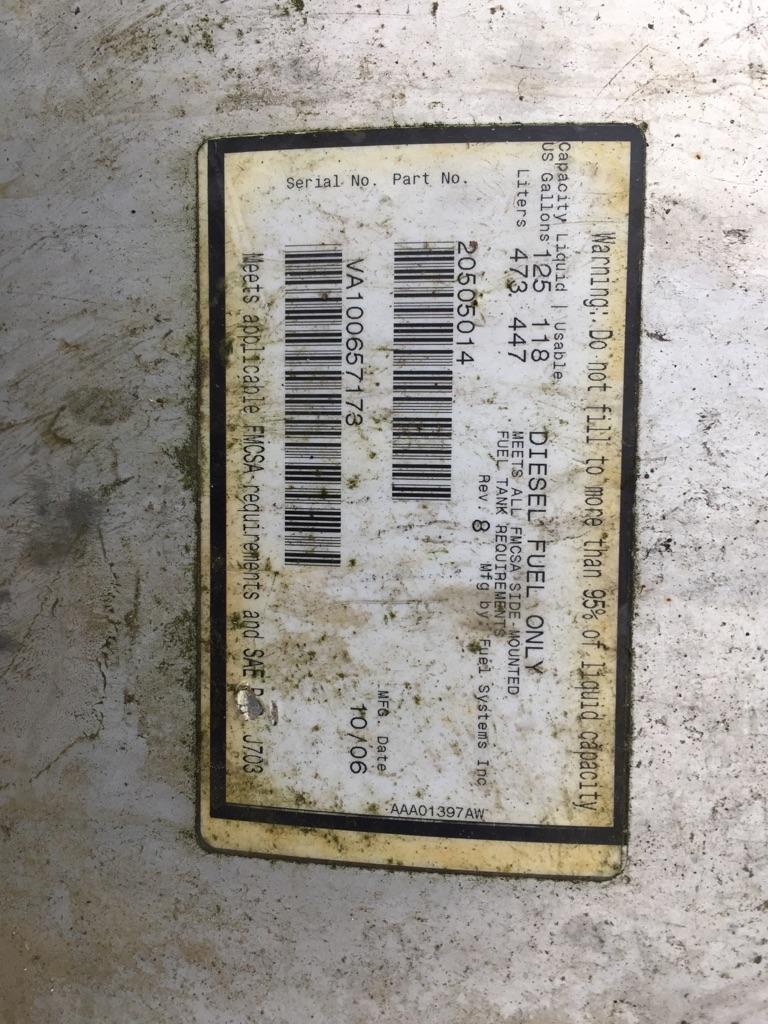 Warning: Do not fill to more than 95% of liquid capacity
Capacity Liquid | Usable
US Gallons 125 118
Liters 473. 447
DIESEL FUEL ONLY
MEETS ALL FMCSA SIDE-MOUNTED
FUEL TANK REQUIREMENTS
Rev. 8 Mfg by Fuel Systems Inc
Part No.
20505014
Serial No.
VA100657173
MFG. Date
10/06
Meets applicable FMCSA requirements and SAE J703
AAA01397AW